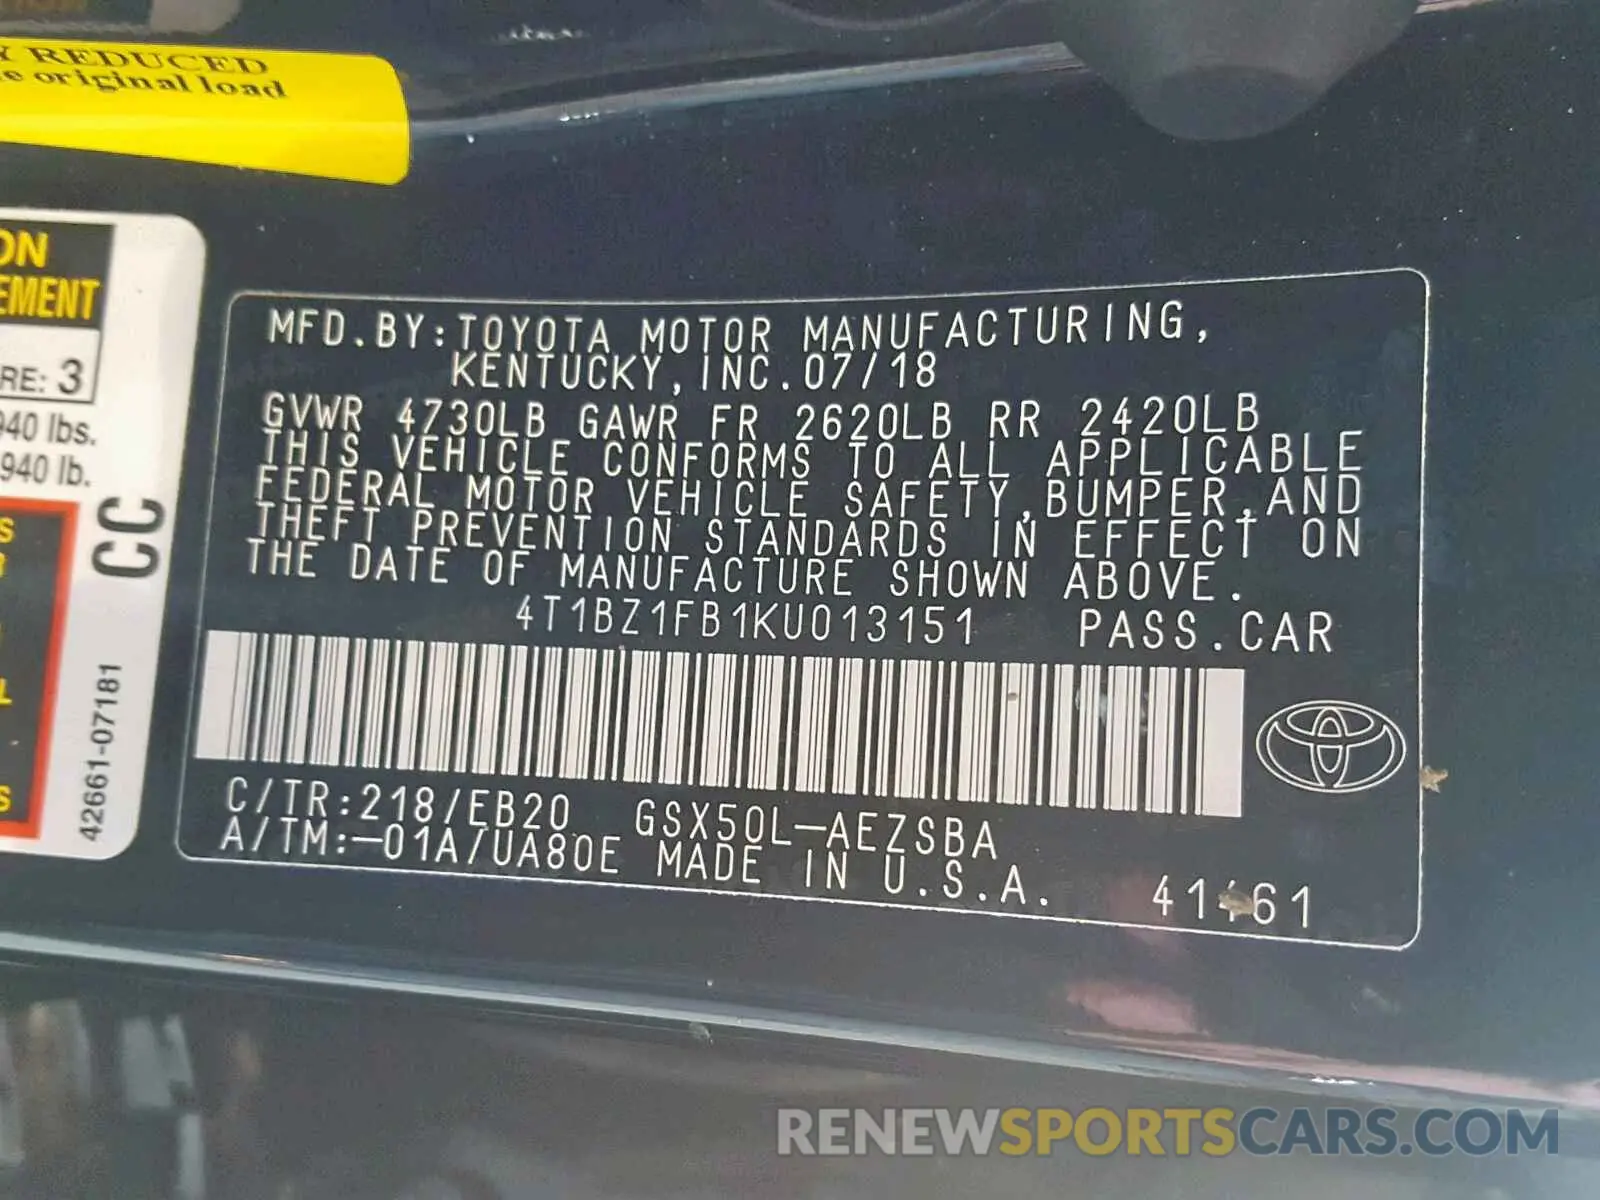 Y REDUCED
e original load
ON
EMENT
RE: 3
940 lbs.
940 lb.
CC
42661-07181
S
R
L
S
MFD.BY:TOYOTA MOTOR MANUFACTURING,
KENTUCKY,INC.07/18
GVWR 4730LB GAWR FR 2620LB RR 2420LB
THIS VEHICLE CONFORMS TO ALL APPLICABLE
FEDERAL MOTOR VEHICLE SAFETY,BUMPER,AND
THEFT PREVENTION STANDARDS IN EFFECT ON
THE DATE OF MANUFACTURE SHOWN ABOVE.
4T1BZ1FB1KU013151 PASS.CAR
C/TR:218/EB20 GSX50L-AEZSBA
A/TM:-01A/UA80E MADE IN U.S.A.
RENEWSPORTSCARS.COM